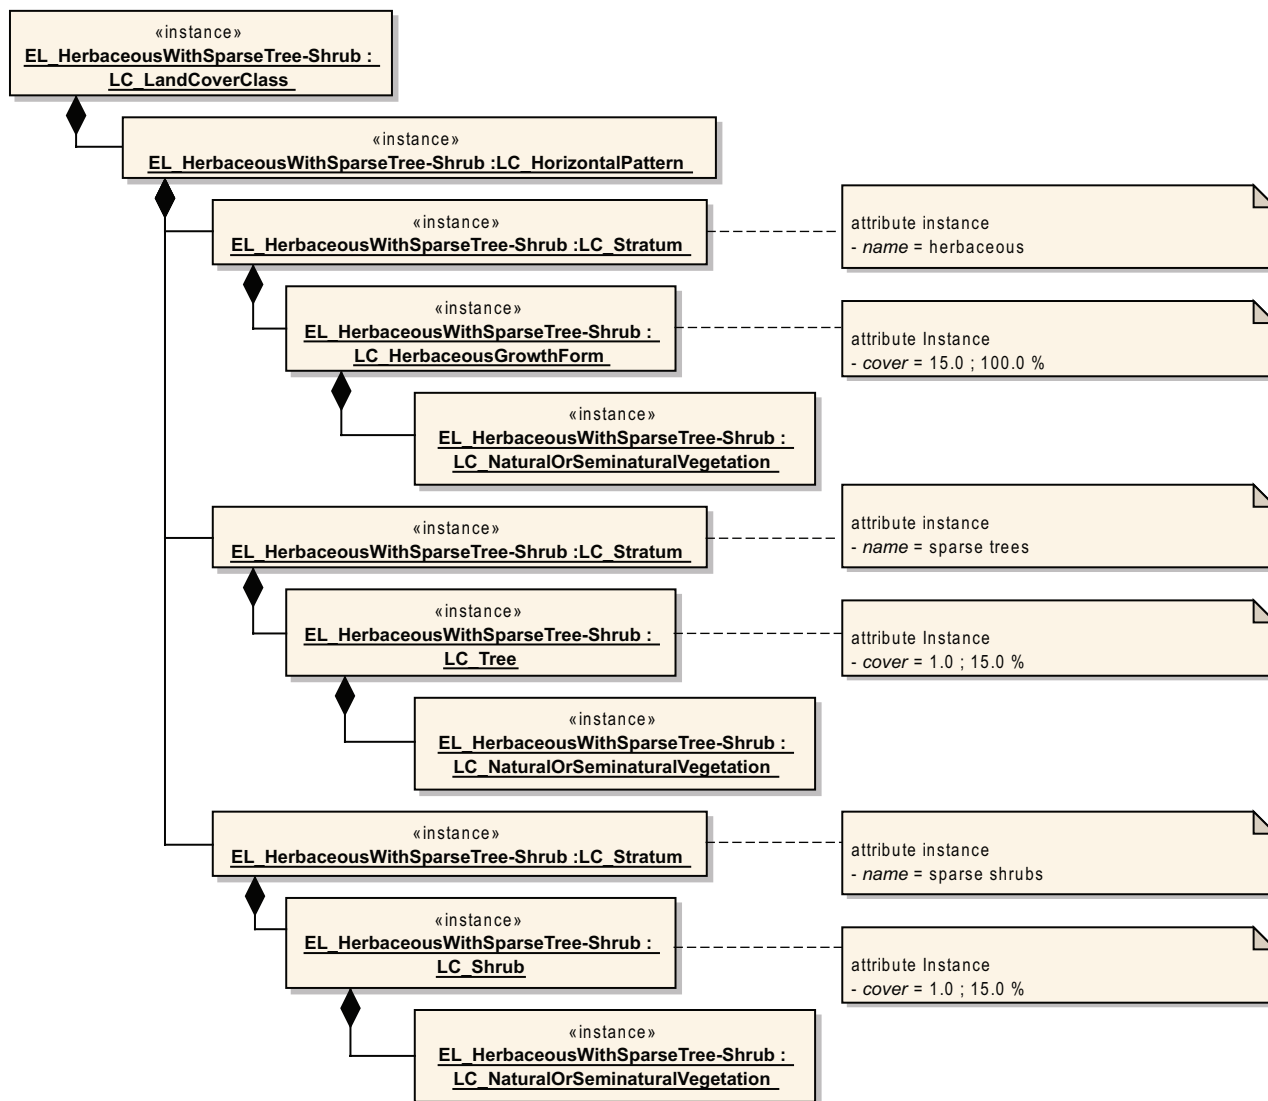 «instance»
EL_HerbaceousWithSparseTree-Shrub :
LC_LandCoverClass
«instance»
EL_HerbaceousWithSparseTree-Shrub :LC_HorizontalPattern
«instance»
EL_HerbaceousWithSparseTree-Shrub :LC_Stratum
attribute instance
- name = herbaceous
«instance»
EL_HerbaceousWithSparseTree-Shrub :
LC_HerbaceousGrowthForm
attribute Instance
- cover = 15.0 ; 100.0 %
«instance»
EL_HerbaceousWithSparseTree-Shrub :
LC_NaturalOrSeminaturalVegetation
«instance»
EL_HerbaceousWithSparseTree-Shrub :LC_Stratum
attribute instance
- name = sparse trees
«instance»
EL_HerbaceousWithSparseTree-Shrub :
LC_Tree
attribute Instance
- cover = 1.0 ; 15.0 %
«instance»
EL_HerbaceousWithSparseTree-Shrub :
LC_NaturalOrSeminaturalVegetation
«instance»
EL_HerbaceousWithSparseTree-Shrub :LC_Stratum
attribute instance
- name = sparse shrubs
«instance»
EL_HerbaceousWithSparseTree-Shrub :
LC_Shrub
attribute Instance
- cover = 1.0 ; 15.0 %
«instance»
EL_HerbaceousWithSparseTree-Shrub :
LC_NaturalOrSeminaturalVegetation